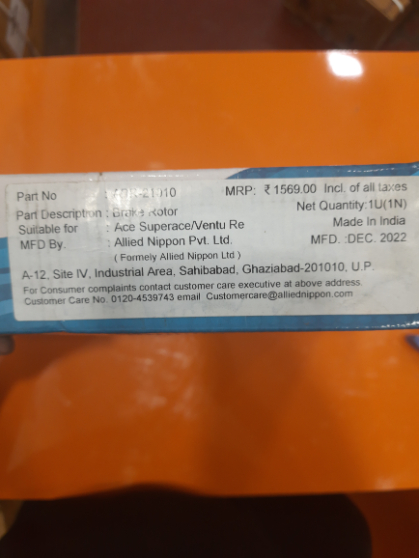 Part No : MRP: ₹ 1569.00 Incl. of all taxes
Part Description : Brake Rotor Net Quantity:1U(1N)
Suitable for : Ace Superace/Ventu Re Made In India
MFD By. : Allied Nippon Pvt. Ltd. MFD. :DEC. 2022
( Formely Allied Nippon Ltd )
A-12, Site IV, Industrial Area, Sahibabad, Ghaziabad-201010, U.P.
For Consumer complaints contact customer care executive at above address.
Customer Care No. 0120-4539743 email Customercare@alliednippon.com